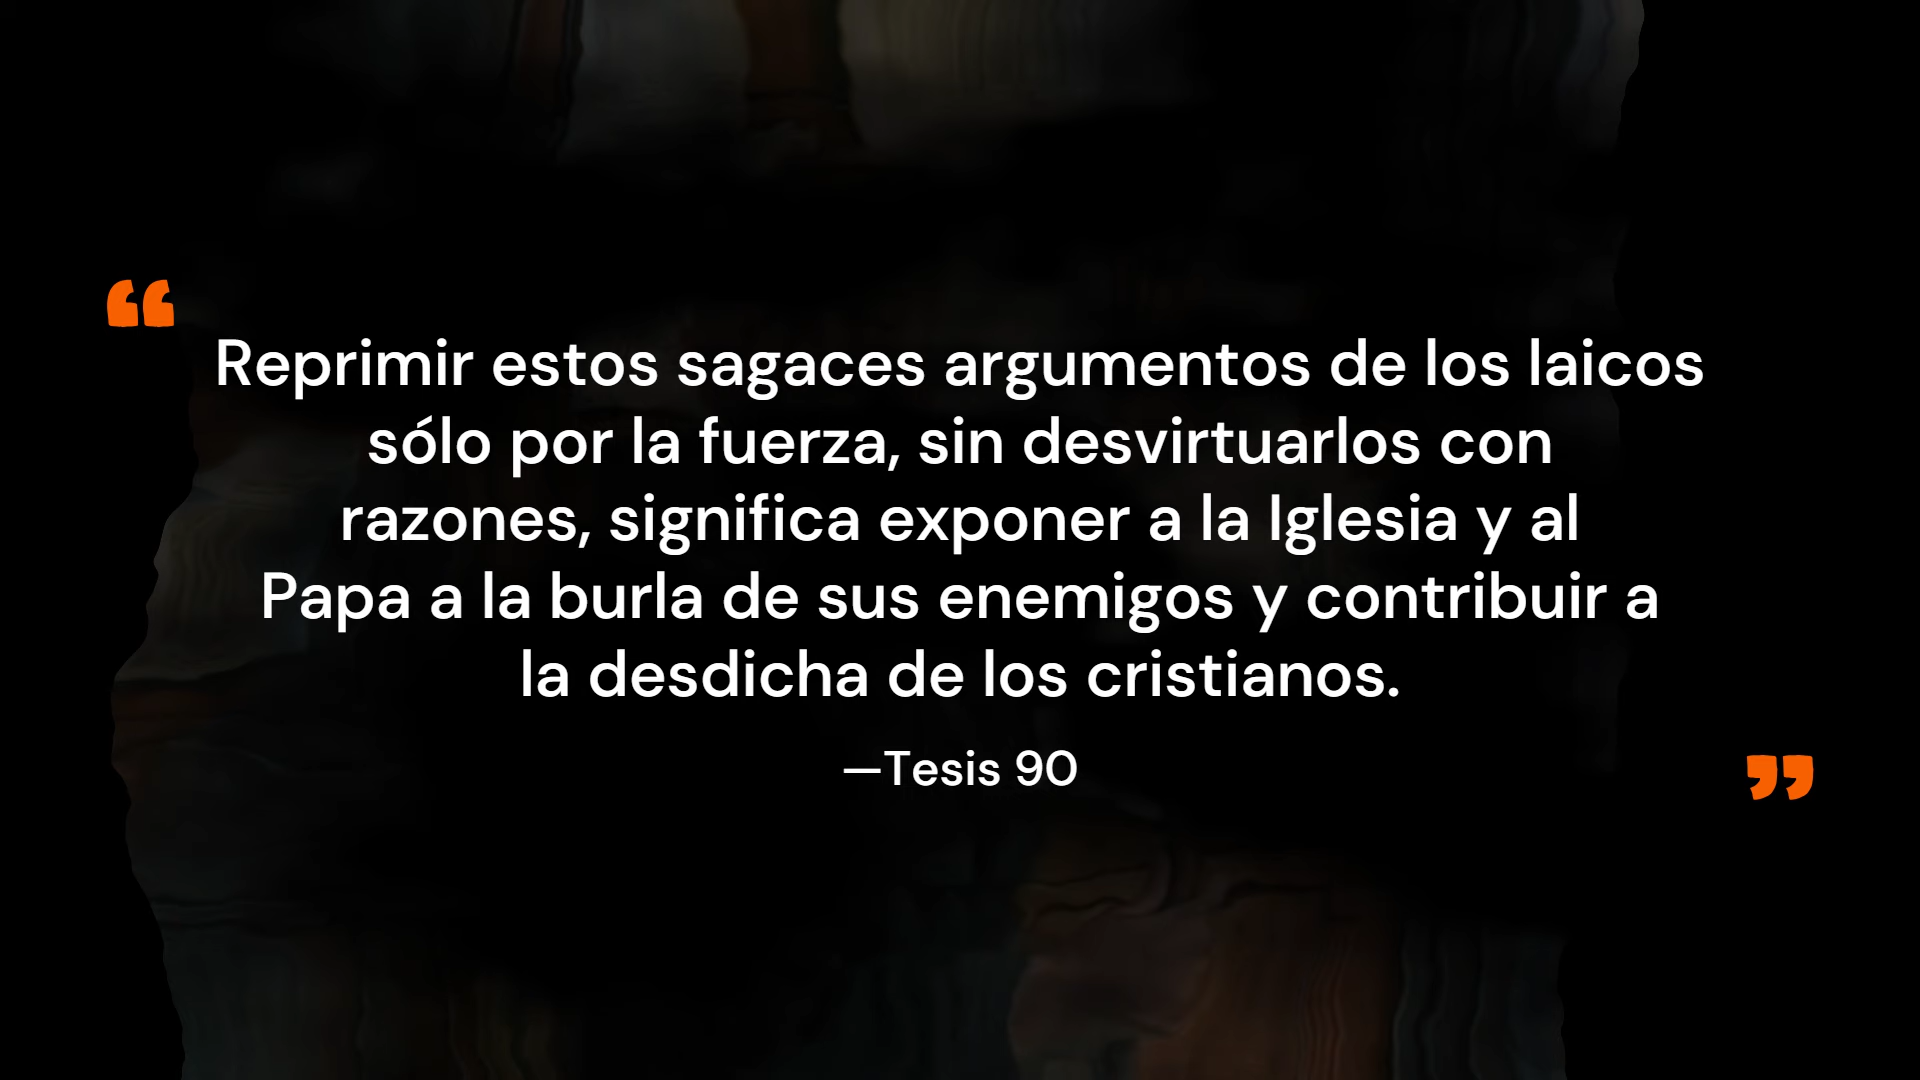 “
Reprimir estos sagaces argumentos de los laicos
sólo por la fuerza, sin desvirtuarlos con
razones, significa exponer a la Iglesia y al
Papa a la burla de sus enemigos y contribuir a
la desdicha de los cristianos.
—Tesis 90
”